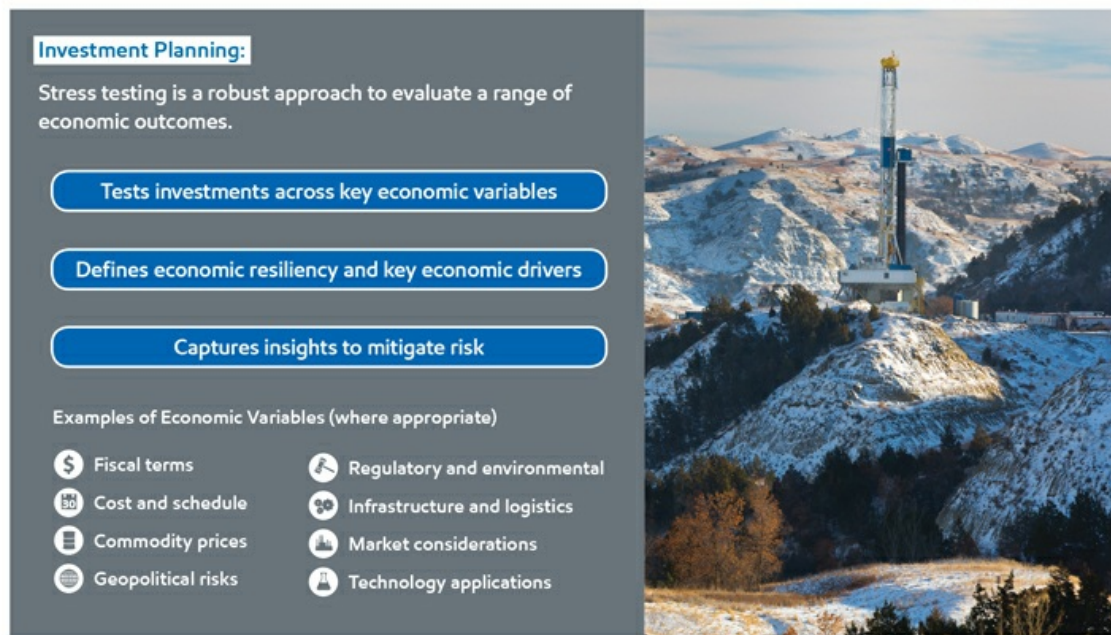 Investment Planning:
Stress testing is a robust approach to evaluate a range of
economic outcomes.
Tests investments across key economic variables
Defines economic resiliency and key economic drivers
Captures insights to mitigate risk
Examples of Economic Variables (where appropriate)
$ Fiscal terms
30 Cost and schedule
Commodity prices
Geopolitical risks
Regulatory and environmental
Infrastructure and logistics
Market considerations
Technology applications